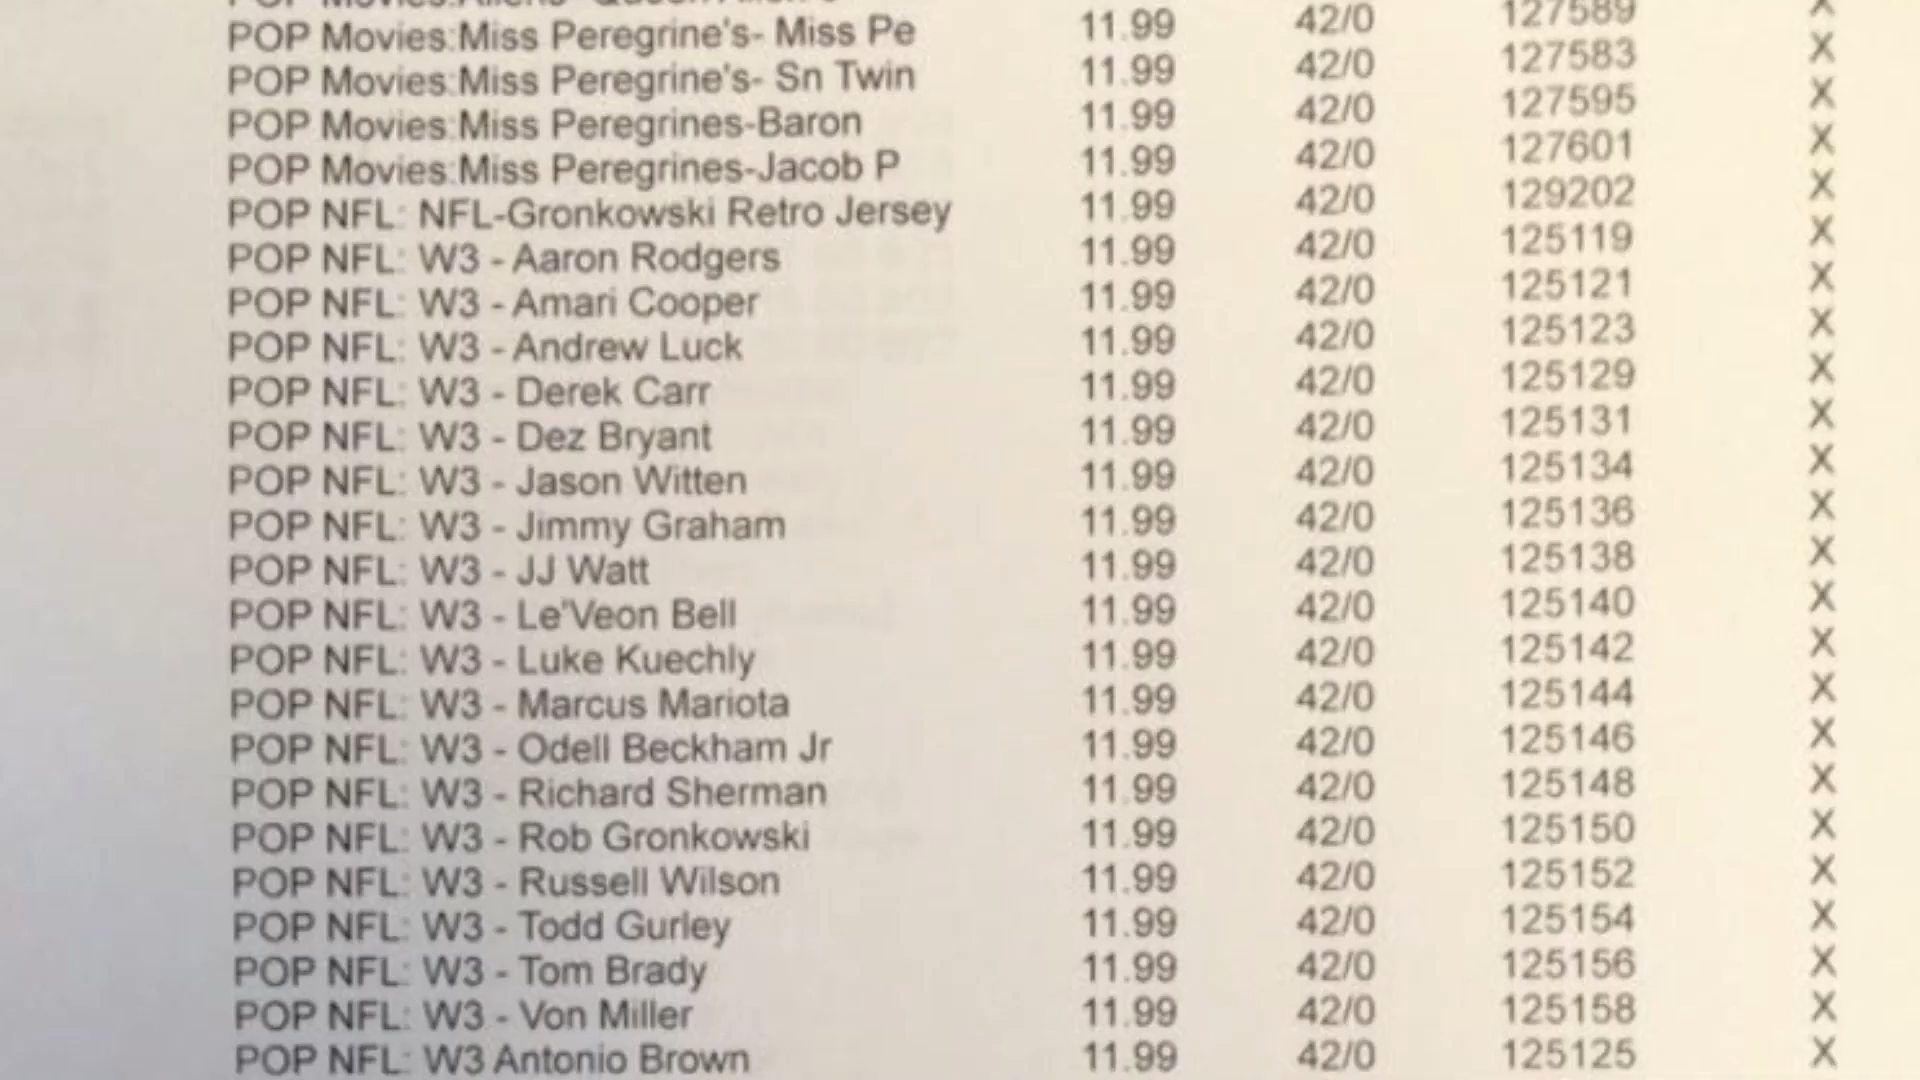 POP Movies:Aliens- Queen Alien
POP Movies:Miss Peregrine's- Miss Pe 11.99 42/0 127589 X
POP Movies:Miss Peregrine's- Sn Twin 11.99 42/0 127583 X
POP Movies:Miss Peregrines-Baron 11.99 42/0 127595 X
POP Movies:Miss Peregrines-Jacob P 11.99 42/0 127601 X
POP NFL: NFL-Gronkowski Retro Jersey 11.99 42/0 129202 X
POP NFL: W3 - Aaron Rodgers 11.99 42/0 125119 X
POP NFL: W3 - Amari Cooper 11.99 42/0 125121 X
POP NFL: W3 - Andrew Luck 11.99 42/0 125123 X
POP NFL: W3 - Derek Carr 11.99 42/0 125129 X
POP NFL: W3 - Dez Bryant 11.99 42/0 125131 X
POP NFL: W3 - Jason Witten 11.99 42/0 125134 X
POP NFL: W3 - Jimmy Graham 11.99 42/0 125136 X
POP NFL: W3 - JJ Watt 11.99 42/0 125138 X
POP NFL: W3 - Le'Veon Bell 11.99 42/0 125140 X
POP NFL: W3 - Luke Kuechly 11.99 42/0 125142 X
POP NFL: W3 - Marcus Mariota 11.99 42/0 125144 X
POP NFL: W3 - Odell Beckham Jr 11.99 42/0 125146 X
POP NFL: W3 - Richard Sherman 11.99 42/0 125148 X
POP NFL: W3 - Rob Gronkowski 11.99 42/0 125150 X
POP NFL: W3 - Russell Wilson 11.99 42/0 125152 X
POP NFL: W3 - Todd Gurley 11.99 42/0 125154 X
POP NFL: W3 - Tom Brady 11.99 42/0 125156 X
POP NFL: W3 - Von Miller 11.99 42/0 125158 X
POP NFL: W3 Antonio Brown 11.99 42/0 125125 X